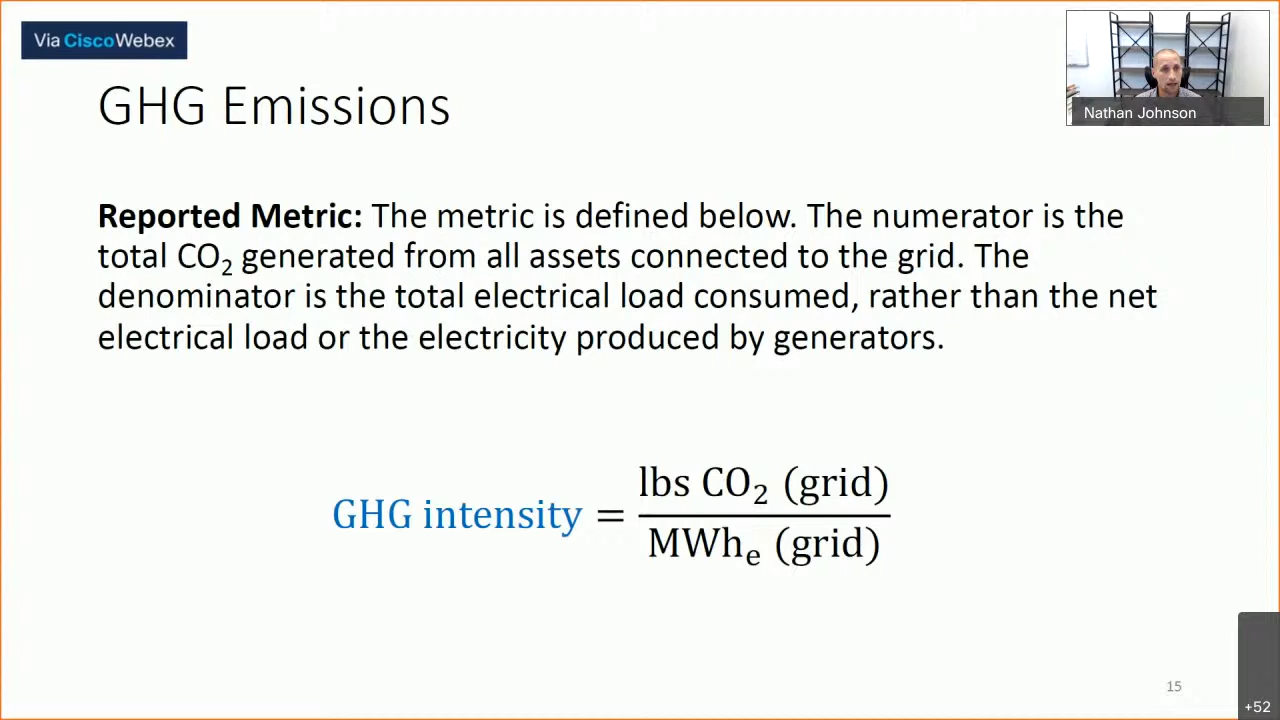 Via CiscoWebex
Nathan Johnson
GHG Emissions
Reported Metric: The metric is defined below. The numerator is the
total CO₂ generated from all assets connected to the grid. The
denominator is the total electrical load consumed, rather than the net
electrical load or the electricity produced by generators.
GHG intensity = lbs CO₂ (grid)
MWhₑ (grid)
15
+52